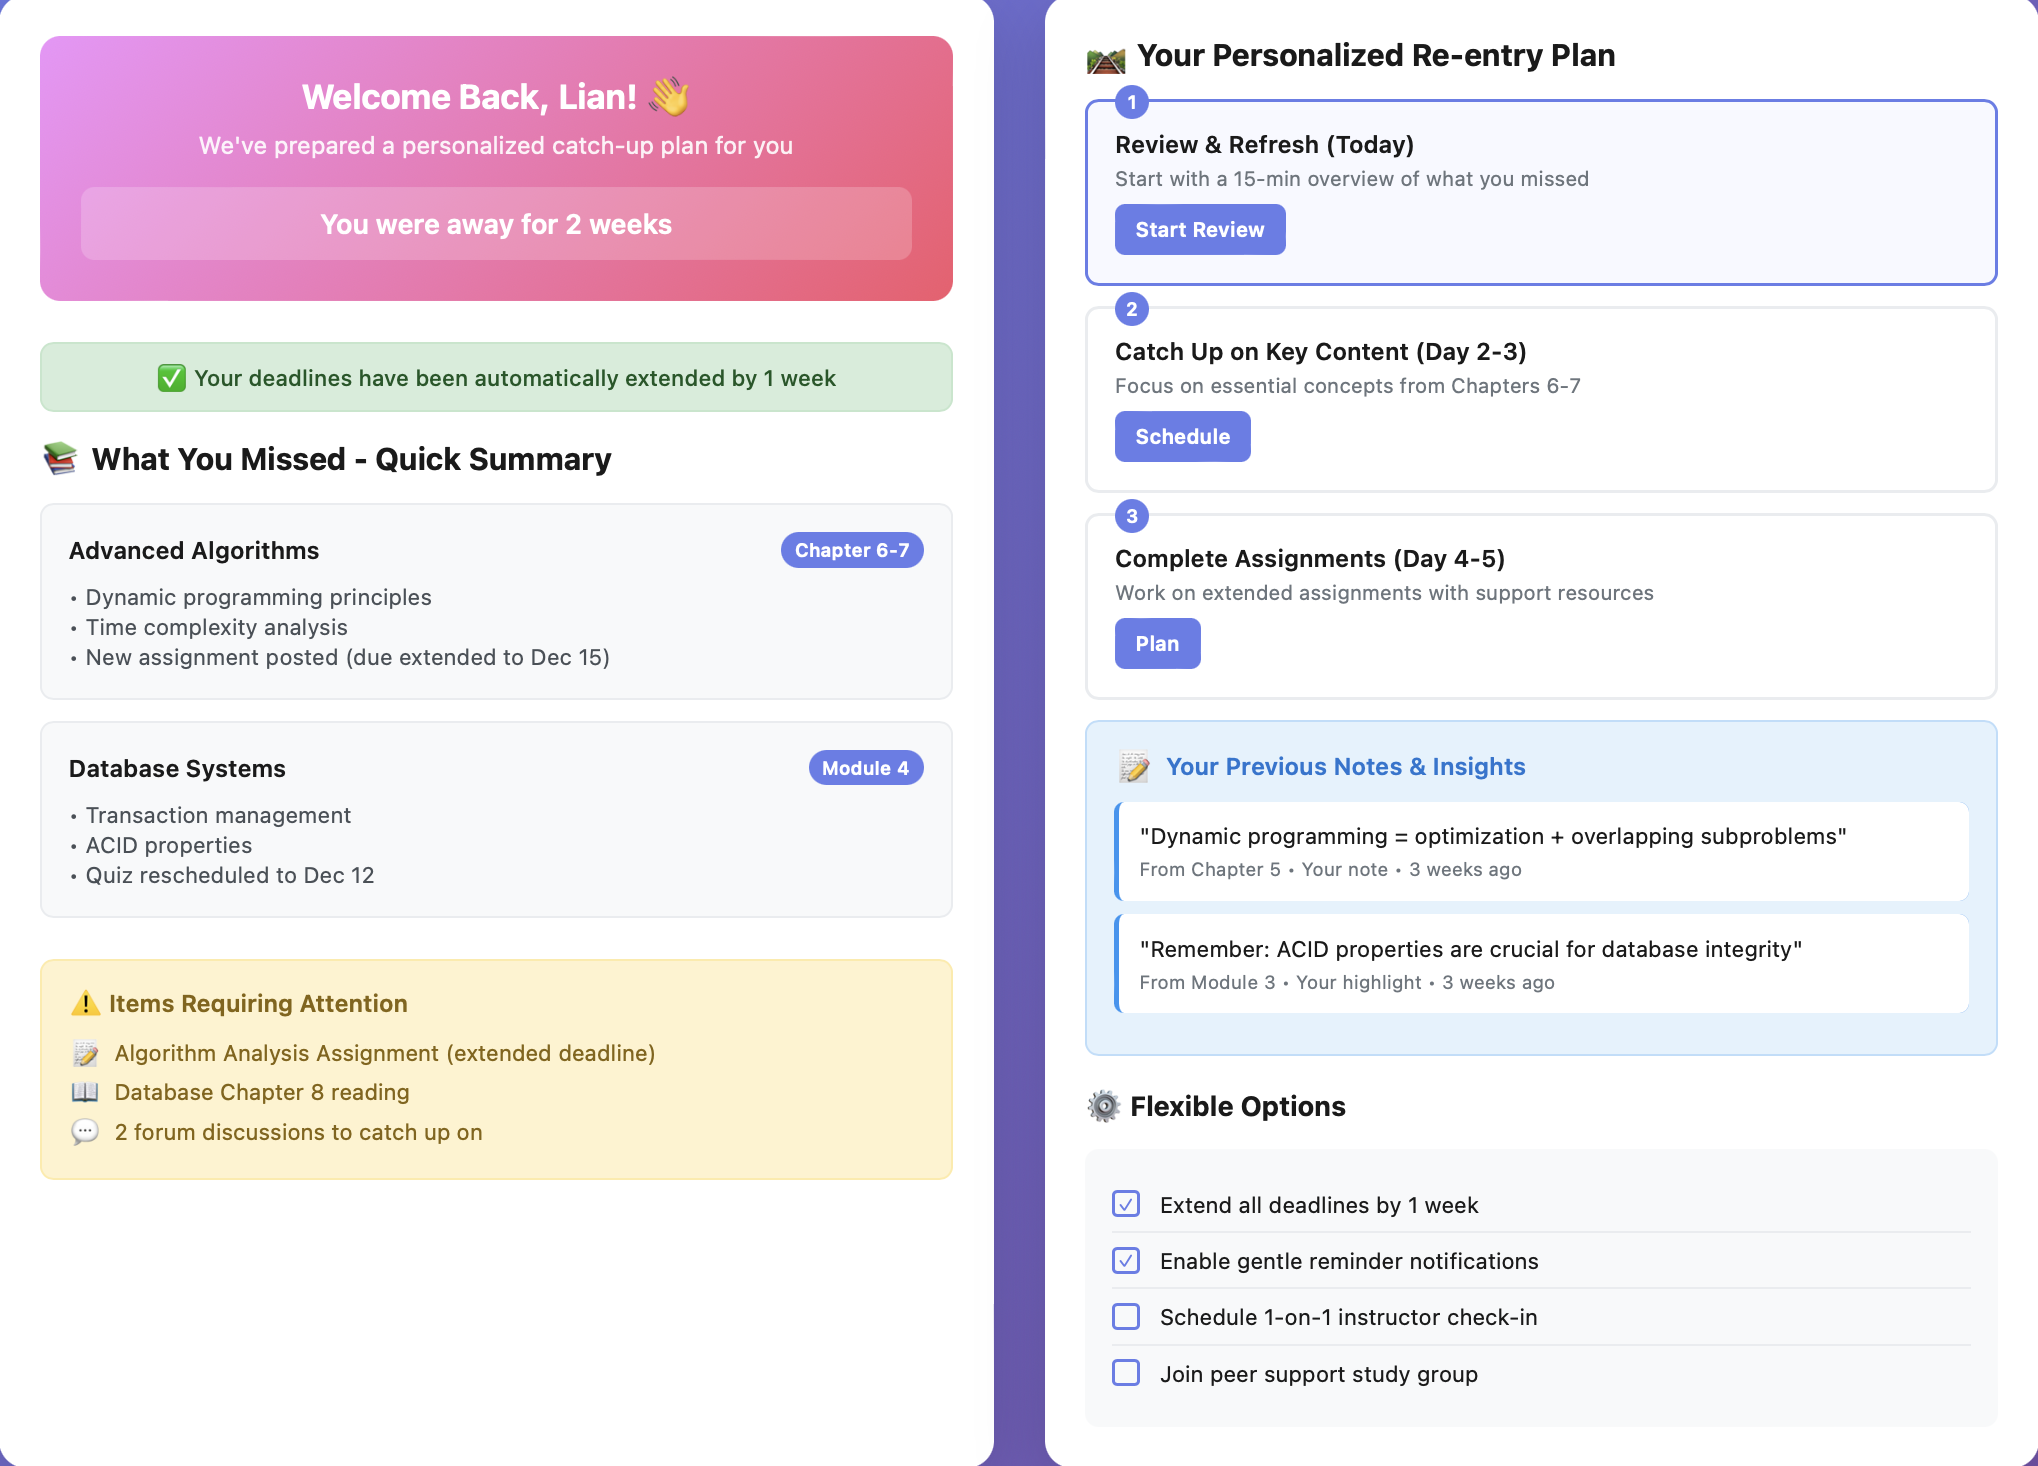 Welcome Back, Lian! 👋
We've prepared a personalized catch-up plan for you
You were away for 2 weeks
✅ Your deadlines have been automatically extended by 1 week
📚 What You Missed - Quick Summary
Advanced Algorithms
Chapter 6-7
• Dynamic programming principles
• Time complexity analysis
• New assignment posted (due extended to Dec 15)
Database Systems
Module 4
• Transaction management
• ACID properties
• Quiz rescheduled to Dec 12
⚠️ Items Requiring Attention
📝 Algorithm Analysis Assignment (extended deadline)
📖 Database Chapter 8 reading
💬 2 forum discussions to catch up on
🛤️ Your Personalized Re-entry Plan
1
Review & Refresh (Today)
Start with a 15-min overview of what you missed
Start Review
2
Catch Up on Key Content (Day 2-3)
Focus on essential concepts from Chapters 6-7
Schedule
3
Complete Assignments (Day 4-5)
Work on extended assignments with support resources
Plan
📝 Your Previous Notes & Insights
"Dynamic programming = optimization + overlapping subproblems"
From Chapter 5 • Your note • 3 weeks ago
"Remember: ACID properties are crucial for database integrity"
From Module 3 • Your highlight • 3 weeks ago
⚙️ Flexible Options
✓ Extend all deadlines by 1 week
✓ Enable gentle reminder notifications
Schedule 1-on-1 instructor check-in
Join peer support study group